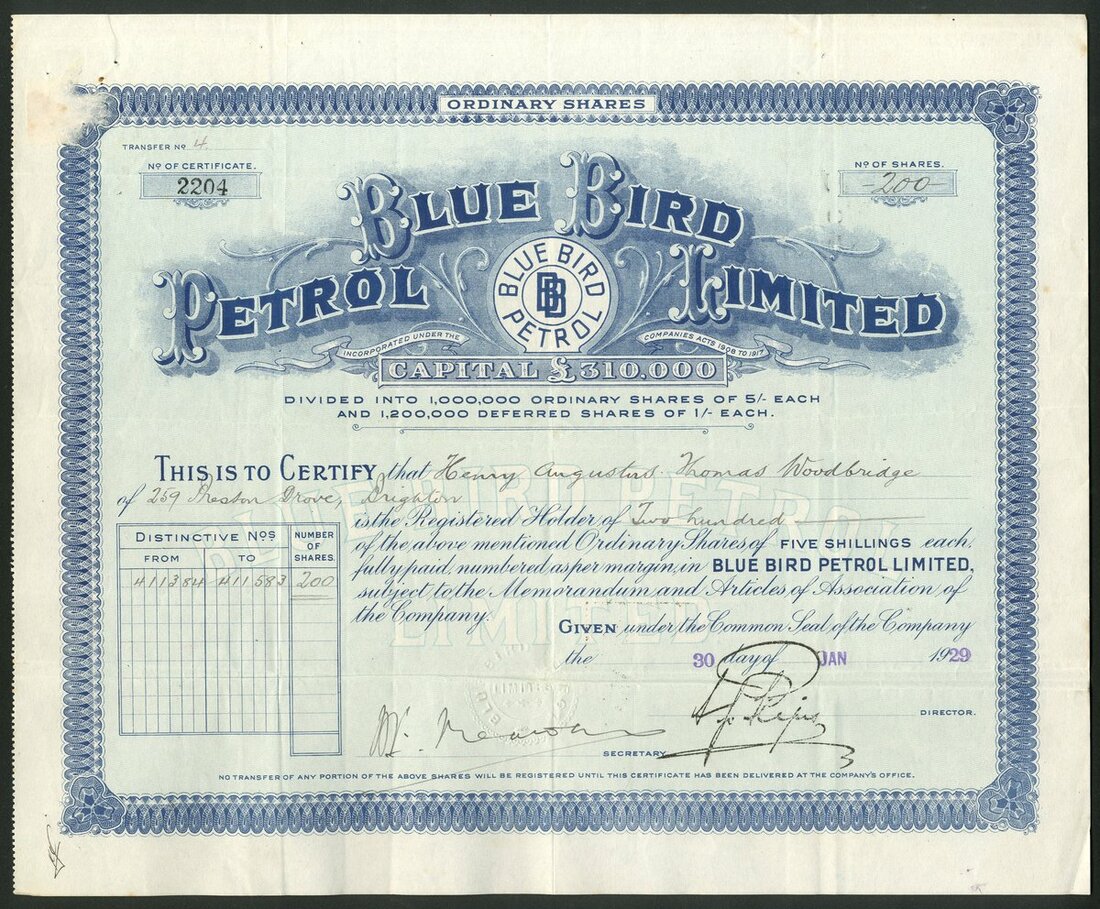 ORDINARY SHARES
TRANSFER No 4
No OF CERTIFICATE.
2204
No OF SHARES.
-200-
BLUE BIRD
PETROL LIMITED
BLUE BIRD
BB
PETROL
INCORPORATED UNDER THE COMPANIES ACTS 1908 TO 1917
CAPITAL £310,000
DIVIDED INTO 1,000,000 ORDINARY SHARES OF 5/- EACH
AND 1,200,000 DEFERRED SHARES OF 1/- EACH.
THIS IS TO CERTIFY that Henry Augustus Thomas Woodbridge
of 259 Preston Drove, Brighton
is the Registered Holder of Two hundred
of the above mentioned Ordinary Shares of FIVE SHILLINGS each,
fully paid, numbered as per margin, in BLUE BIRD PETROL LIMITED,
subject to the Memorandum and Articles of Association of
the Company.
DISTINCTIVE Nos NUMBER OF SHARES.
FROM TO
411384 411583 200
BLUE BIRD PETROL
LIMITED
GIVEN under the Common Seal of the Company
the 30 day of JAN 1929
DIRECTOR.
SECRETARY
NO TRANSFER OF ANY PORTION OF THE ABOVE SHARES WILL BE REGISTERED UNTIL THIS CERTIFICATE HAS BEEN DELIVERED AT THE COMPANY'S OFFICE.